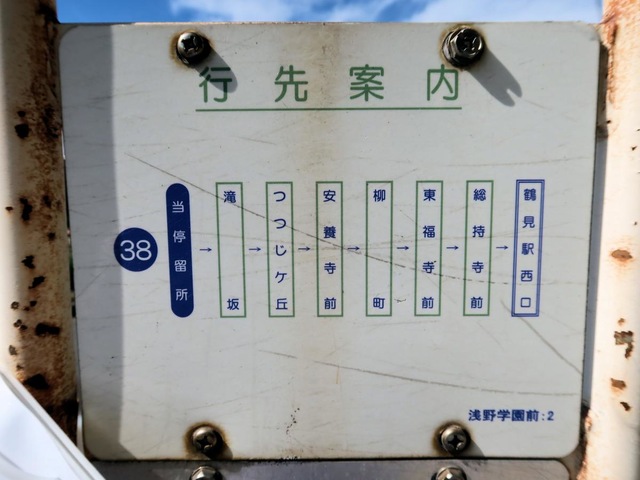 行先案内
38
当停留所
→
滝坂
→
つつじケ丘
→
安養寺前
→
柳町
→
東福寺前
→
総持寺前
→
鶴見駅西口
浅野学園前:2